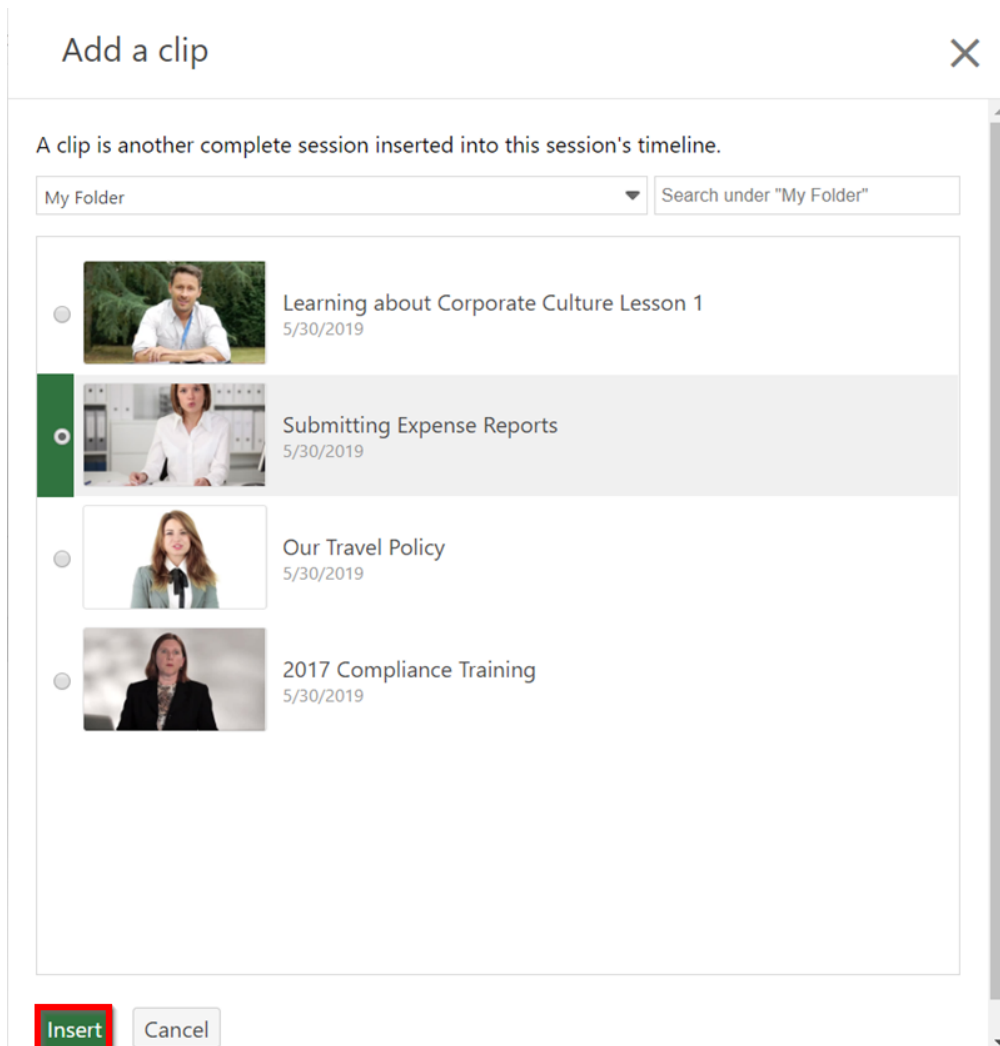 Add a clip
A clip is another complete session inserted into this session's timeline.
My Folder
Search under "My Folder"
Learning about Corporate Culture Lesson 1
5/30/2019
Submitting Expense Reports
5/30/2019
Our Travel Policy
5/30/2019
2017 Compliance Training
5/30/2019
Insert
Cancel